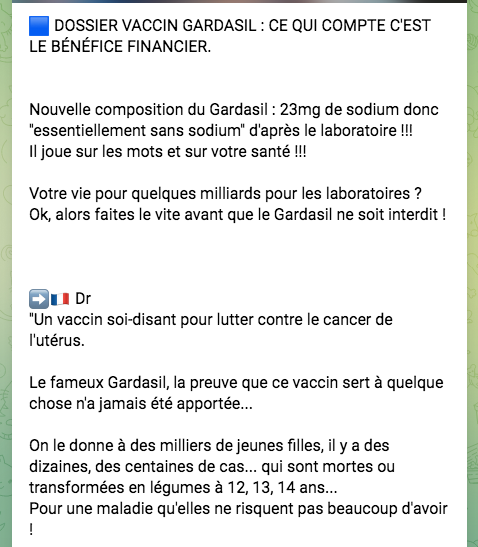 DOSSIER VACCIN GARDASIL : CE QUI COMPTE C'EST
LE BÉNÉFICE FINANCIER.
Nouvelle composition du Gardasil : 23mg de sodium donc
"essentiellement sans sodium" d'après le laboratoire !!!
Il joue sur les mots et sur votre santé !!!
Votre vie pour quelques milliards pour les laboratoires ?
Ok, alors faites le vite avant que le Gardasil ne soit interdit !
Dr
"Un vaccin soi-disant pour lutter contre le cancer de
l'utérus.
Le fameux Gardasil, la preuve que ce vaccin sert à quelque
chose n'a jamais été apportée...
On le donne à des milliers de jeunes filles, il y a des
dizaines, des centaines de cas... qui sont mortes ou
transformées en légumes à 12, 13, 14 ans...
Pour une maladie qu'elles ne risquent pas beaucoup d'avoir
!